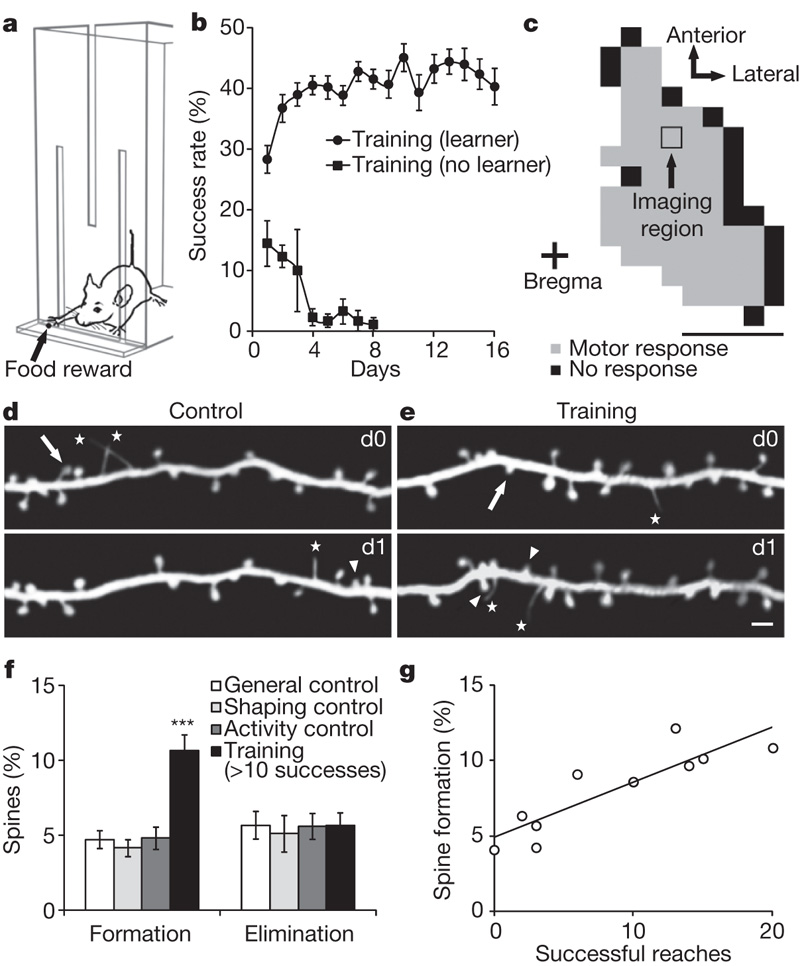 a
Food reward
b
50
40
30
20
10
0
Success rate (%)
Training (learner)
Training (no learner)
0
4
8
12
16
Days
c
Anterior
Lateral
Imaging
region
Bregma
Motor response
No response
d
Control
d0
d1
e
Training
d0
d1
f
15
10
5
0
Spines (%)
General control
Shaping control
Activity control
Training
(>10 successes)
***
Formation
Elimination
g
15
10
5
0
Spine formation (%)
0
10
20
Successful reaches